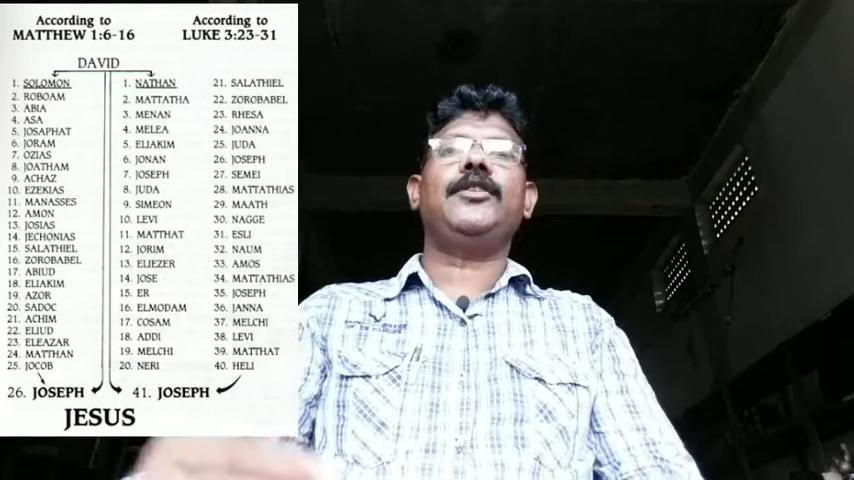 According to
MATTHEW 1:6-16
According to
LUKE 3:23-31
DAVID
1. SOLOMON
2. ROBOAM
3. ABIA
4. ASA
5. JOSAPHAT
6. JORAM
7. OZIAS
8. JOATHAM
9. ACHAZ
10. EZEKIAS
11. MANASSES
12. AMON
13. JOSIAS
14. JECHONIAS
15. SALATHIEL
16. ZOROBABEL
17. ABIUD
18. ELIAKIM
19. AZOR
20. SADOC
21. ACHIM
22. ELIUD
23. ELEAZAR
24. MATTHAN
25. JOCOB
26. JOSEPH
1. NATHAN
2. MATTATHA
3. MENAN
4. MELEA
5. ELIAKIM
6. JONAN
7. JOSEPH
8. JUDA
9. SIMEON
10. LEVI
11. MATTHAT
12. JORIM
13. ELIEZER
14. JOSE
15. ER
16. ELMODAM
17. COSAM
18. ADDI
19. MELCHI
20. NERI
21. SALATHIEL
22. ZOROBABEL
23. RHESA
24. JOANNA
25. JUDA
26. JOSEPH
27. SEMEI
28. MATTATHIAS
29. MAATH
30. NAGGE
31. ESLI
32. NAUM
33. AMOS
34. MATTATHIAS
35. JOSEPH
36. JANNA
37. MELCHI
38. LEVI
39. MATTHAT
40. HELI
41. JOSEPH
JESUS